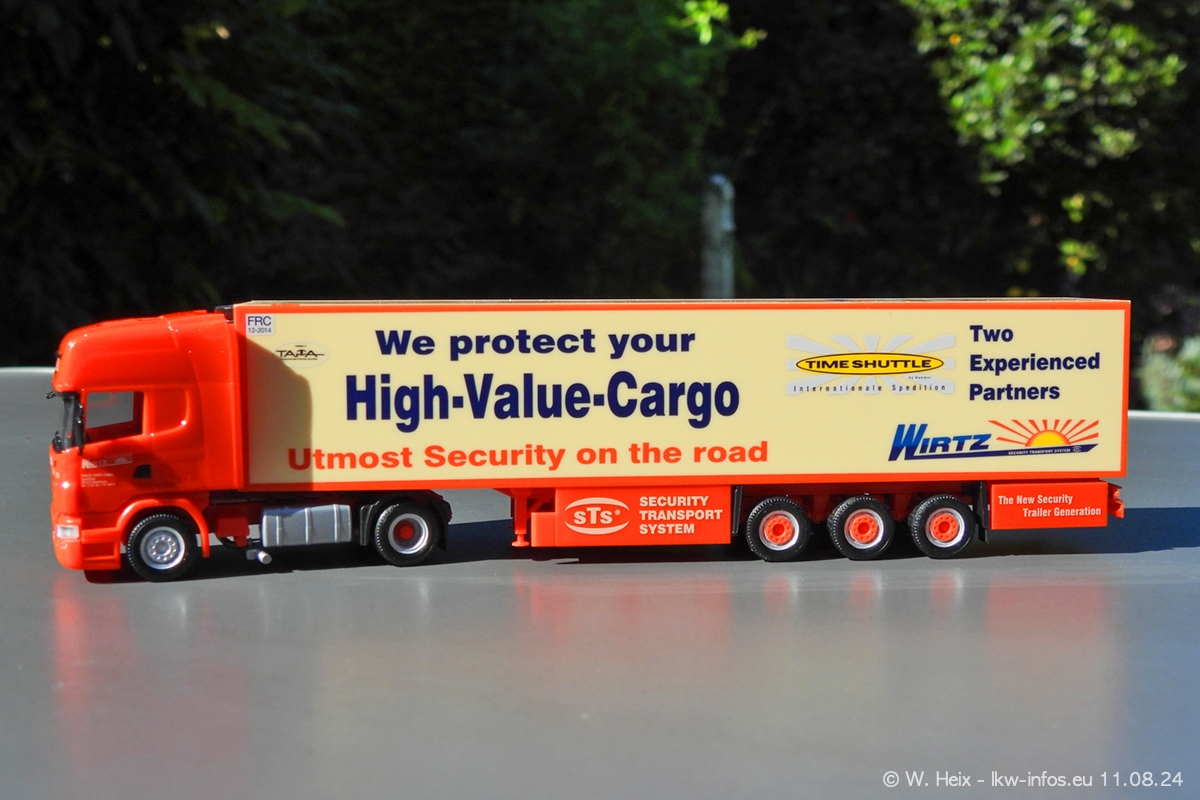 FRC
12-2014
TAPA
We protect your
High-Value-Cargo
Utmost Security on the road
TIME SHUTTLE
Internationale Spedition
Two
Experienced
Partners
WIRTZ
SECURITY TRANSPORT SYSTEM
sTs®
SECURITY
TRANSPORT
SYSTEM
The New Security
Trailer Generation
© W. Heix - lkw-infos.eu 11.08.24